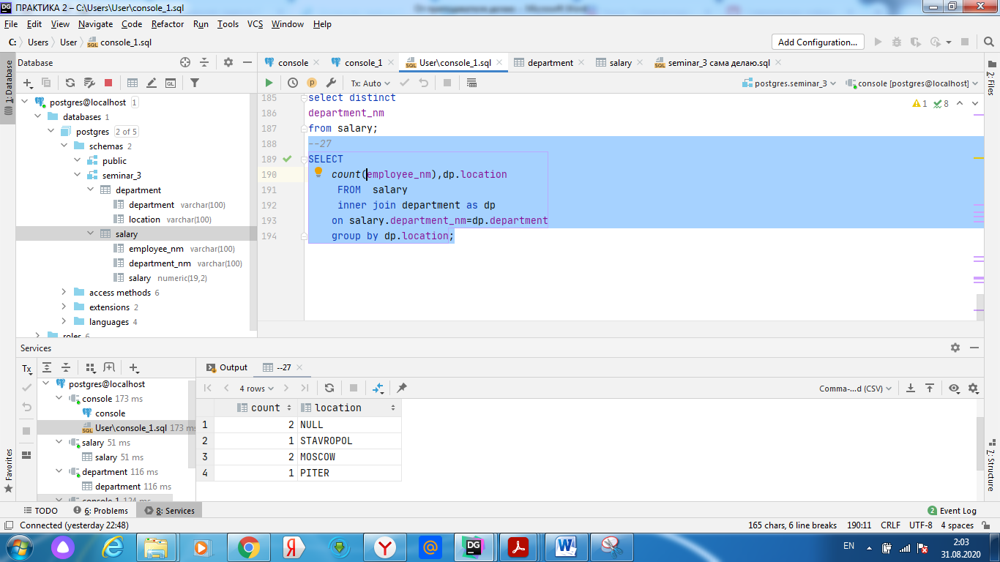 ПРАКТИКА 2 – C:\Users\User\console_1.sql
File Edit View Navigate Code Refactor Run Tools VCS Window Help
C: Users User console_1.sql
Add Configuration...
Database
console
console_1
User\console_1.sql
department
salary
seminar_3 сама делаю.sql
Tx: Auto
postgres.seminar_3
console [postgres@localhost]
1: Database
2: Files
postgres@localhost 1
databases 1
postgres 2 of 5
schemas 2
public
seminar_3
department
department varchar(100)
location varchar(100)
salary
employee_nm varchar(100)
department_nm varchar(100)
salary numeric(19,2)
access methods 6
extensions 2
languages 4
roles 6
1 8
185 select distinct
186 department_nm
187 from salary;
188 --27
189 SELECT
190 count(employee_nm),dp.location
191 FROM salary
192 inner join department as dp
193 on salary.department_nm=dp.department
194 group by dp.location;
Services
Tx
postgres@localhost
console 173 ms
console
User\console_1.sql 173 ms
salary 51 ms
salary 51 ms
department 116 ms
department 116 ms
console_1 124 ms
Output
--27
4 rows
Comma-...d (CSV)
count location
1 2 NULL
2 1 STAVROPOL
3 2 MOSCOW
4 1 PITER
Favorites
7: Structure
TODO 6: Problems 8: Services
2 Event Log
Connected (yesterday 22:48)
165 chars, 6 line breaks 190:11 CRLF UTF-8 4 spaces
EN
2:03
31.08.2020